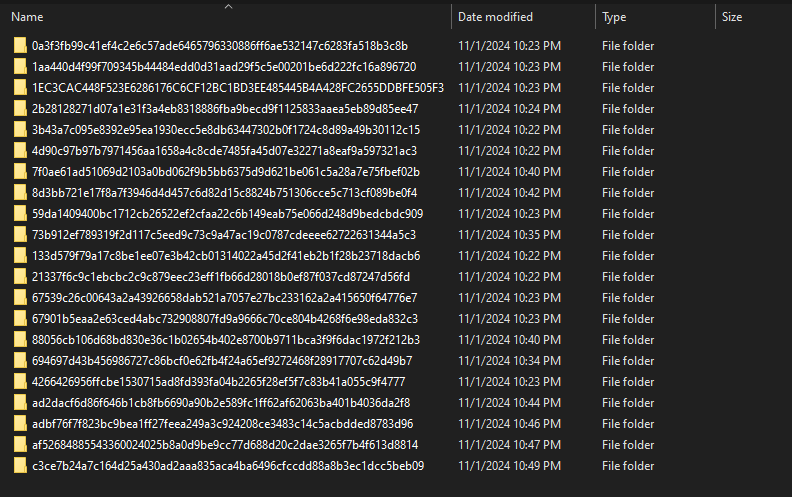 Name Date modified Type Size
0a3f3fb99c41ef4c2e6c57ade6465796330886ff6ae532147c6283fa518b3c8b 11/1/2024 10:23 PM File folder
1aa440d4f99f709345b44484edd0d31aad29f5c5e00201be6d222fc16a896720 11/1/2024 10:23 PM File folder
1EC3CAC448F523E6286176C6CF12BC1BD3EE485445B4A428FC2655DDBFE505F3 11/1/2024 10:23 PM File folder
2b28128271d07a1e31f3a4eb8318886fba9becd9f1125833aaea5eb89d85ee47 11/1/2024 10:24 PM File folder
3b43a7c095e8392e95ea1930ecc5e8db63447302b0f1724c8d89a49b30112c15 11/1/2024 10:22 PM File folder
4d90c97b97b7971456aa1658a4c8cde7485fa45d07e32271a8eaf9a597321ac3 11/1/2024 10:22 PM File folder
7f0ae61ad51069d2103a0bd062f9b5bb6375d9d621be061c5a28a7e75fbef02b 11/1/2024 10:40 PM File folder
8d3bb721e17f8a7f3946d4d457c6d82d15c8824b751306cce5c713cf089be0f4 11/1/2024 10:42 PM File folder
59da1409400bc1712cb26522ef2cfaa22c6b149eab75e066d248d9bedcbdc909 11/1/2024 10:23 PM File folder
73b912ef789319f2d117c5eed9c73c9a47ac19c0787cdeeee62722631344a5c3 11/1/2024 10:35 PM File folder
133d579f79a17c8be1ee07e3b42cb01314022a45d2f41eb2b1f28b23718dacb6 11/1/2024 10:22 PM File folder
21337f6c9c1ebcbc2c9c879eec23eff1fb66d28018b0ef87f037cd87247d56fd 11/1/2024 10:22 PM File folder
67539c26c00643a2a43926658dab521a7057e27bc233162a2a415650f64776e7 11/1/2024 10:23 PM File folder
67901b5eaa2e63ced4abc732908807fd9a9666c70ce804b4268f6e98eda832c3 11/1/2024 10:23 PM File folder
88056cb106d68bd830e36c1b02654b402e8700b9711bca3f9f6dac1972f212b3 11/1/2024 10:40 PM File folder
694697d43b456986727c86bcf0e62fb4f24a65ef9272468f28917707c62d49b7 11/1/2024 10:34 PM File folder
4266426956ffcbe1530715ad8fd393fa04b2265f28ef5f7c83b41a055c9f4777 11/1/2024 10:23 PM File folder
ad2dacf6d86f646b1cb8fb6690a90b2e589fc1ff62af62063ba401b4036da2f8 11/1/2024 10:44 PM File folder
adbf76f7f823bc9bea1ff27feea249a3c924208ce3483c14c5acbdded8783d96 11/1/2024 10:46 PM File folder
af52684885543360024025b8a0d9be9cc77d688d20c2dae3265f7b4f613d8814 11/1/2024 10:47 PM File folder
c3ce7b24a7c164d25a430ad2aaa835aca4ba6496cfccdd88a8b3ec1dcc5beb09 11/1/2024 10:49 PM File folder